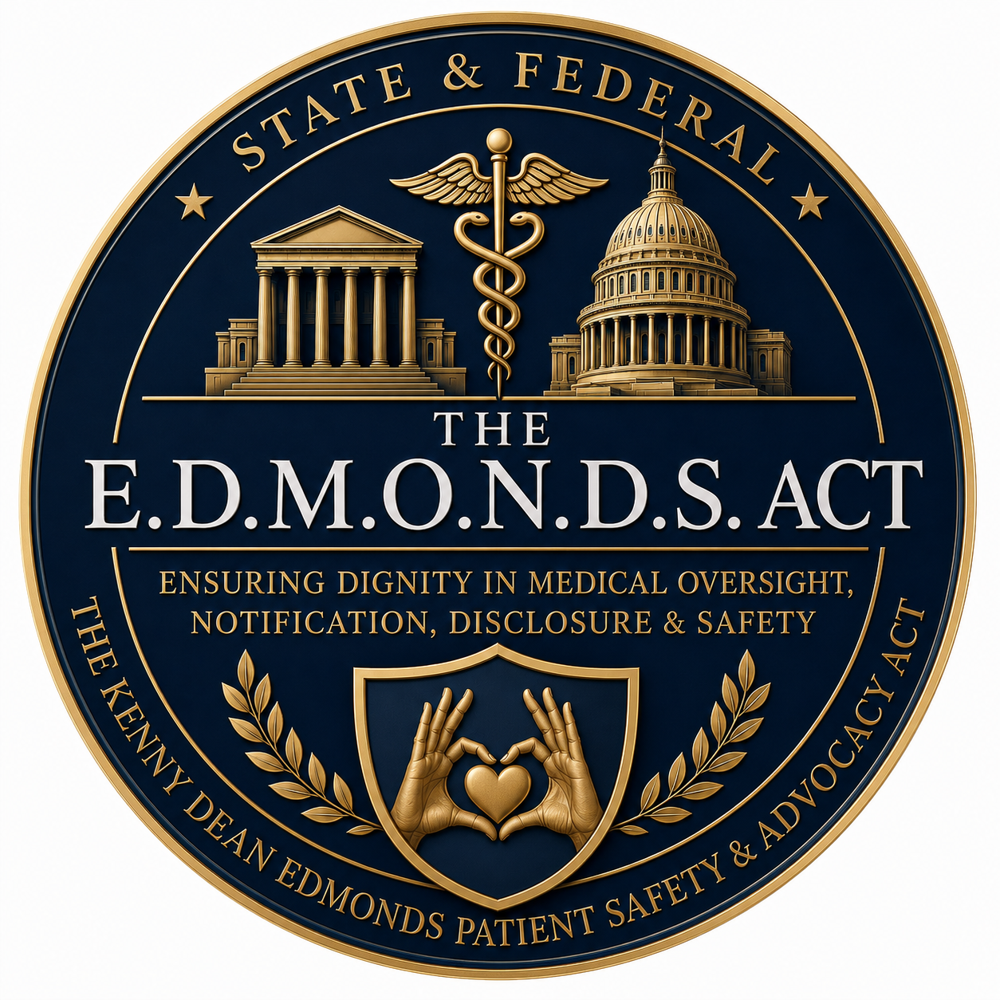 STATE & FEDERAL
THE
E.D.M.O.N.D.S. ACT
ENSURING DIGNITY IN MEDICAL OVERSIGHT,
NOTIFICATION, DISCLOSURE & SAFETY
THE KENNY DEAN EDMONDS PATIENT SAFETY & ADVOCACY ACT